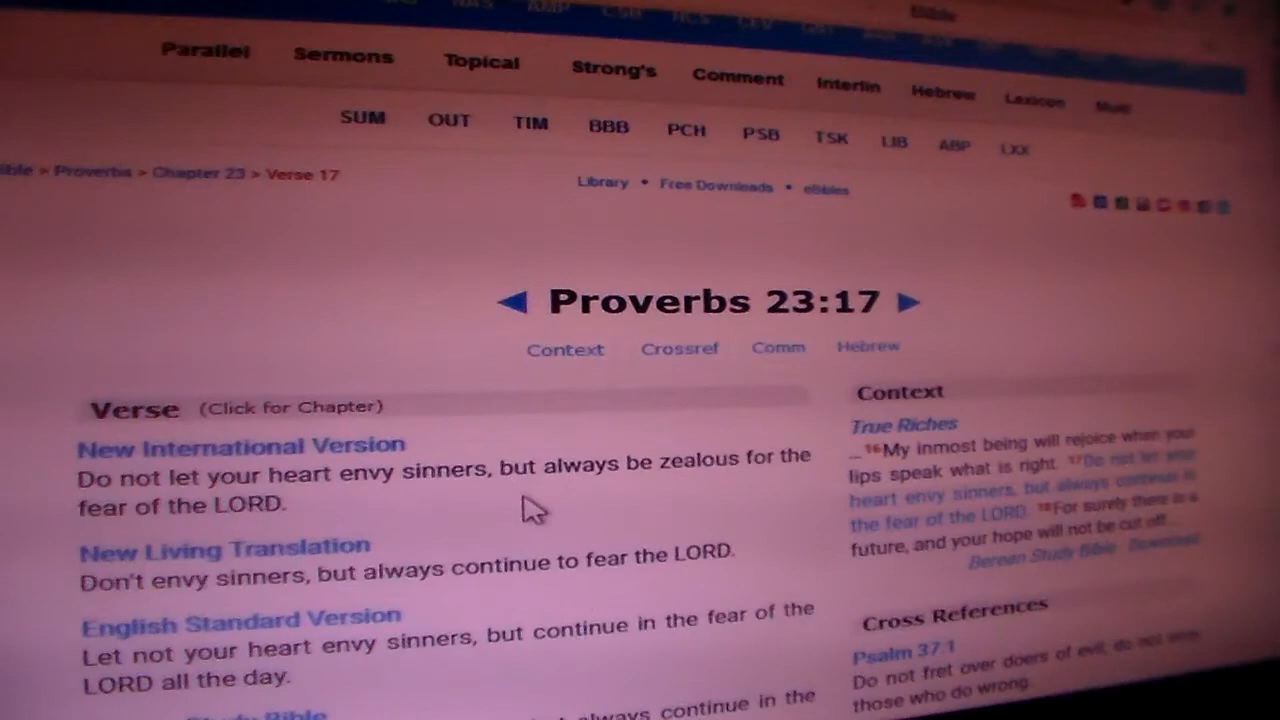 Bible
Parallel Sermons Topical Strong's Comment Interlin Hebrew Lexicon Multi
SUM OUT TIM BBB PCH PSB TSK LIB ABP LXX
> Proverbs > Chapter 23 > Verse 17
Library • Free Downloads • eBibles
◄ Proverbs 23:17 ►
Context Crossref Comm Hebrew
Verse (Click for Chapter)
New International Version
Do not let your heart envy sinners, but always be zealous for the
fear of the LORD.
New Living Translation
Don't envy sinners, but always continue to fear the LORD.
English Standard Version
Let not your heart envy sinners, but continue in the fear of the
LORD all the day.
Study Bible
always continue in the
Context
True Riches
…16My inmost being will rejoice when your
lips speak what is right. 17Do not let your
heart envy sinners, but always continue in
the fear of the LORD. 18For surely there is a
future, and your hope will not be cut off…
Berean Study Bible · Download
Cross References
Psalm 37:1
Do not fret over doers of evil; do not envy
those who do wrong.